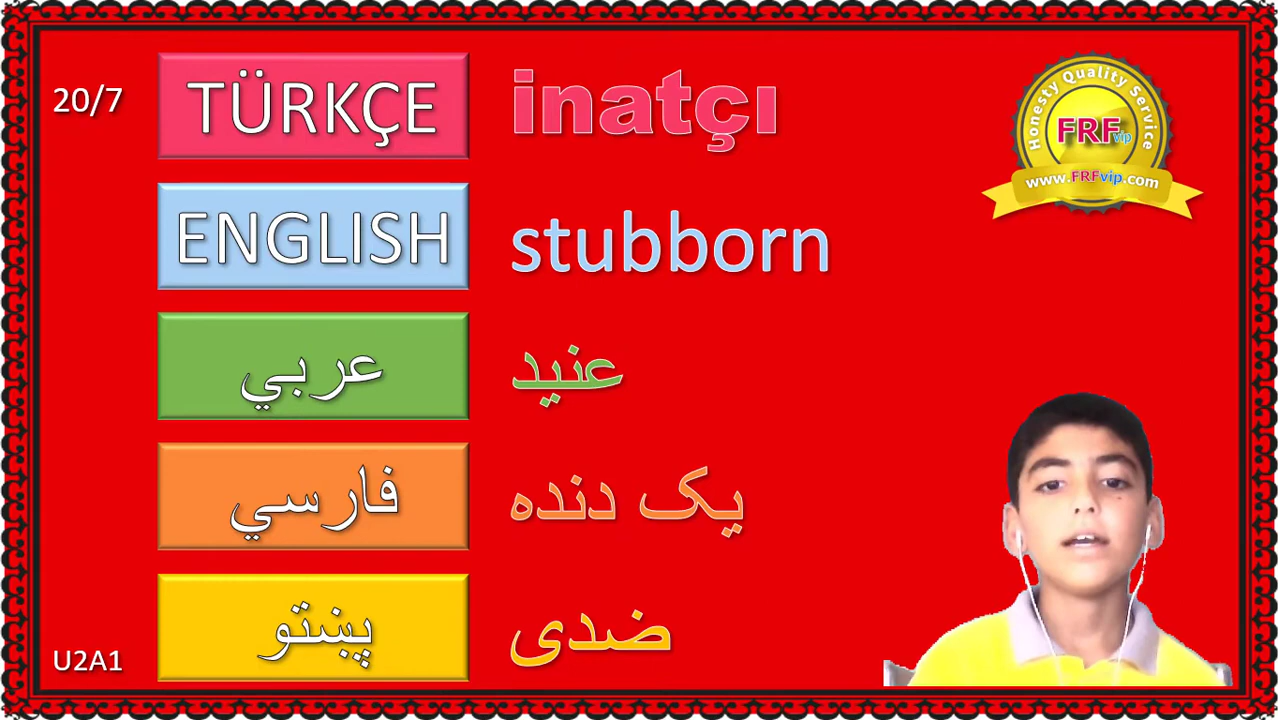 20/7
TÜRKÇE
inatçı
Honesty Quality Service
FRFvip
www.FRFvip.com
ENGLISH
stubborn
عربي
عنيد
فارسي
یک دنده
پښتو
ضدی
U2A1